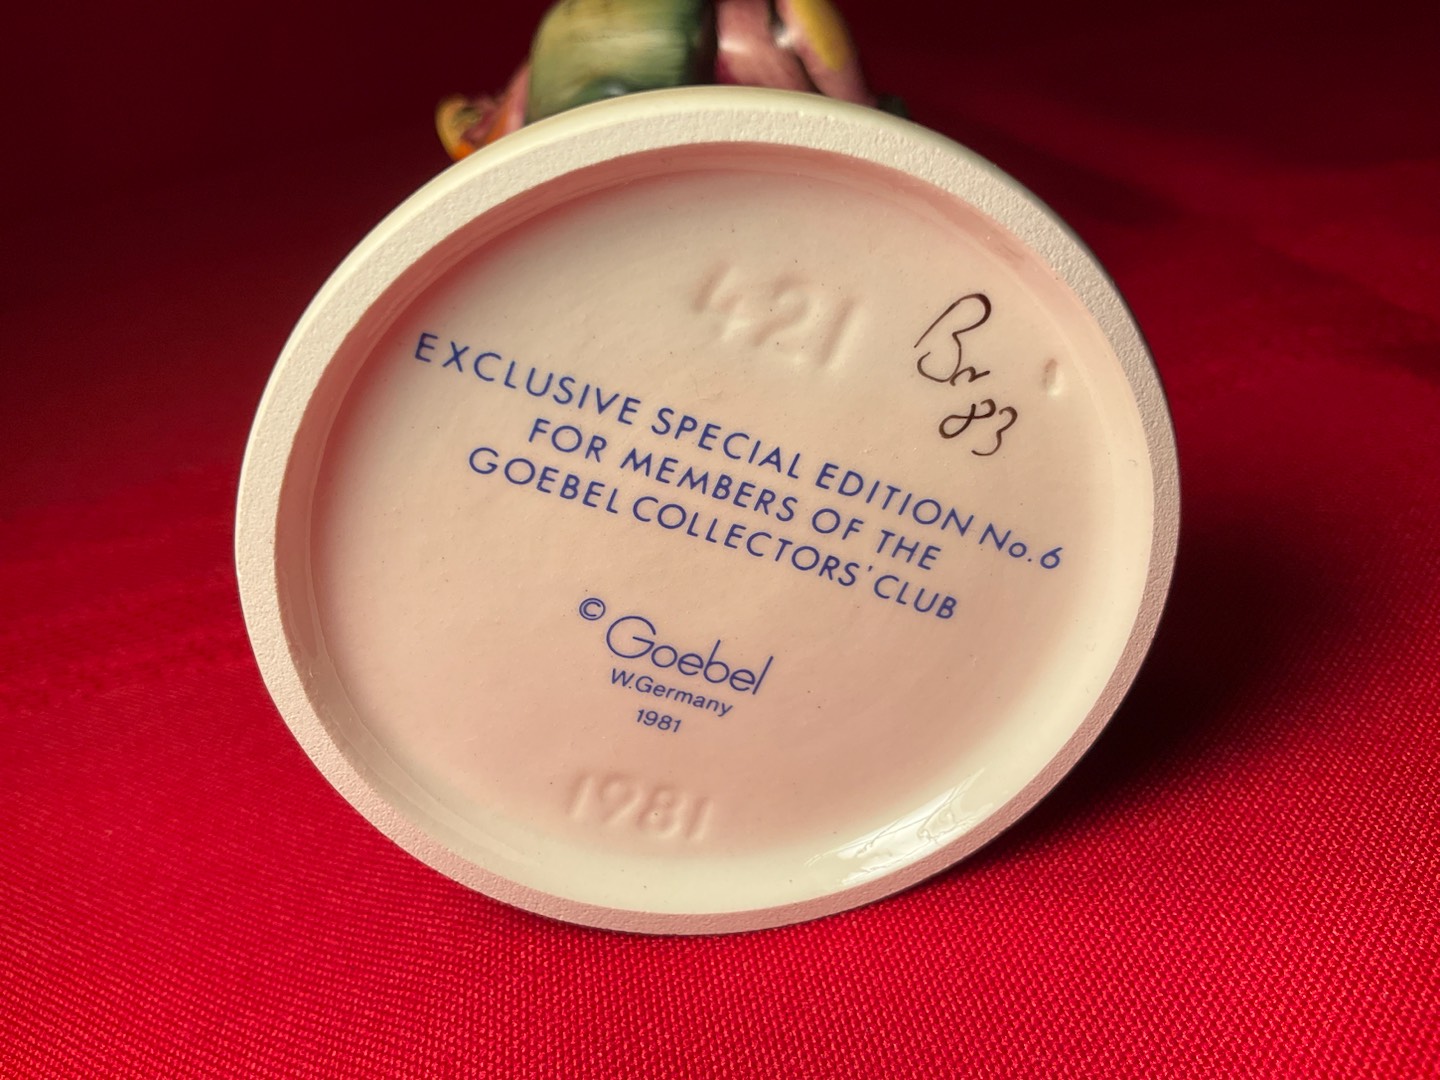 421
Br
83
EXCLUSIVE SPECIAL EDITION No. 6
FOR MEMBERS OF THE
GOEBEL COLLECTORS' CLUB
© Goebel
W.Germany
1981
1981